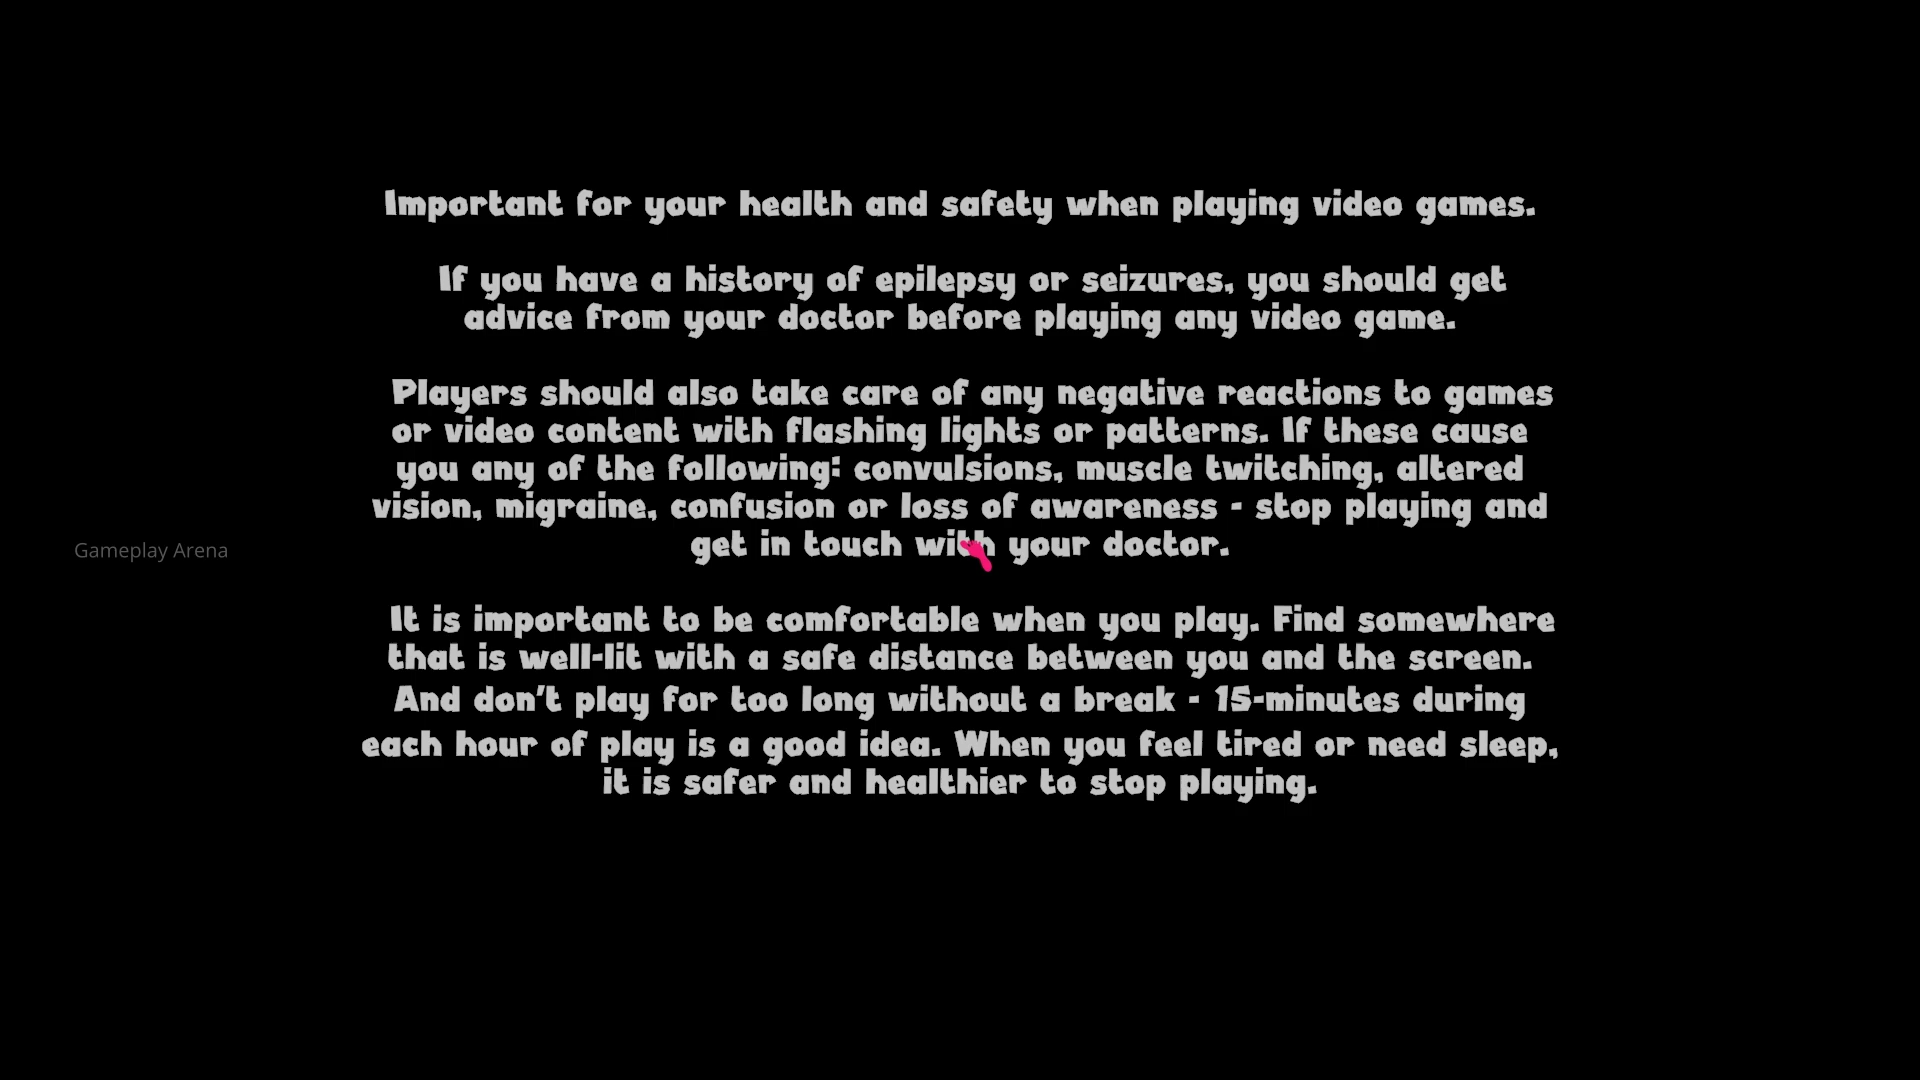 Important for your health and safety when playing video games.
If you have a history of epilepsy or seizures, you should get
advice from your doctor before playing any video game.
Players should also take care of any negative reactions to games
or video content with flashing lights or patterns. If these cause
you any of the following: convulsions, muscle twitching, altered
vision, migraine, confusion or loss of awareness - stop playing and
get in touch with your doctor.
Gameplay Arena
It is important to be comfortable when you play. Find somewhere
that is well-lit with a safe distance between you and the screen.
And don't play for too long without a break - 15-minutes during
each hour of play is a good idea. When you feel tired or need sleep,
it is safer and healthier to stop playing.